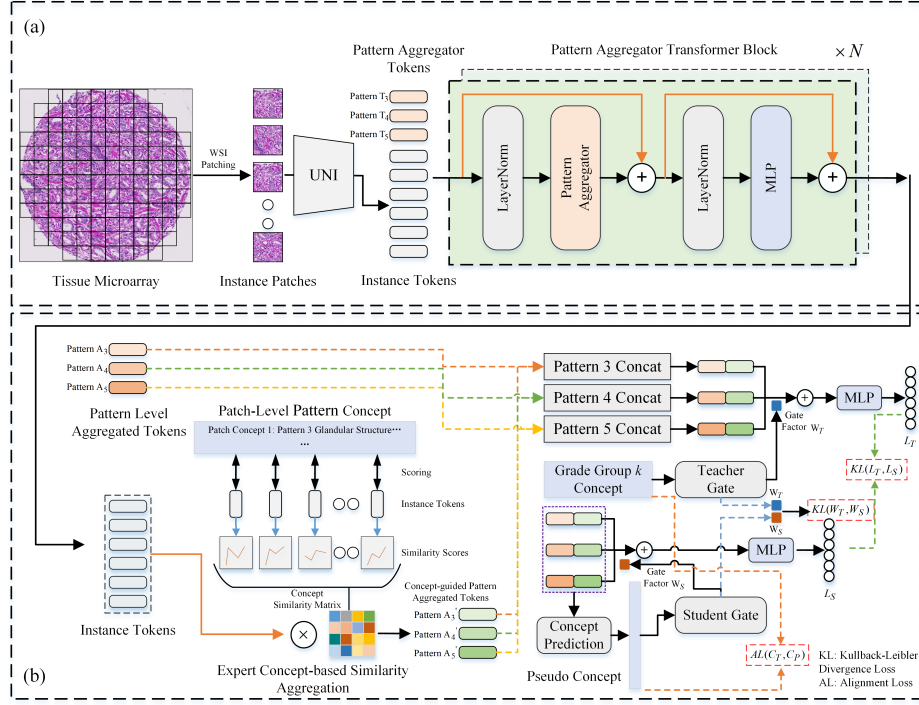 (a)
Pattern Aggregator
Tokens
Pattern Aggregator Transformer Block
× N
Pattern T3
Pattern T4
Pattern T5
WSI
Patching
UNI
LayerNorm
Pattern
Aggregator
+
LayerNorm
MLP
+
Tissue Microarray
Instance Patches
Instance Tokens
Pattern A3
Pattern A4
Pattern A5
Pattern Level
Aggregated Tokens
Patch-Level Pattern Concept
Patch Concept 1: Pattern 3 Glandular Structure···
···
Scoring
Instance Tokens
Similarity Scores
Concept
Similarity Matrix
Instance Tokens
×
Expert Concept-based Similarity
Aggregation
Concept-guided Pattern
Aggregated Tokens
Pattern A3'
Pattern A4'
Pattern A5'
Pattern 3 Concat
Pattern 4 Concat
Pattern 5 Concat
+
MLP
Gate
Factor WT
LT
Grade Group k
Concept
Teacher
Gate
WT
WS
KL(LT,LS)
KL(WT,WS)
+
MLP
Gate
Factor WS
LS
Concept
Prediction
Student Gate
Pseudo Concept
AL(CT,CP)
KL: Kullback-Leibler
Divergence Loss
AL: Alignment Loss
(b)